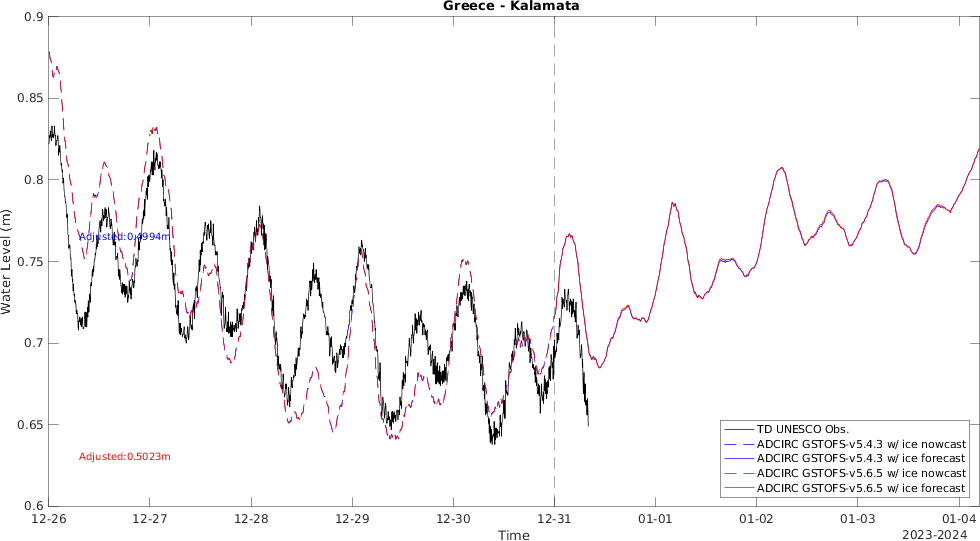 Greece - Kalamata
0.9
0.85
0.8
0.75
0.7
0.65
0.6
Water Level (m)
Adjusted:0.4994m
Adjusted:0.5023m
TD UNESCO Obs.
ADCIRC GSTOFS-v5.4.3 w/ ice nowcast
ADCIRC GSTOFS-v5.4.3 w/ ice forecast
ADCIRC GSTOFS-v5.6.5 w/ ice nowcast
ADCIRC GSTOFS-v5.6.5 w/ ice forecast
12-26 12-27 12-28 12-29 12-30 12-31 01-01 01-02 01-03 01-04
Time
2023-2024